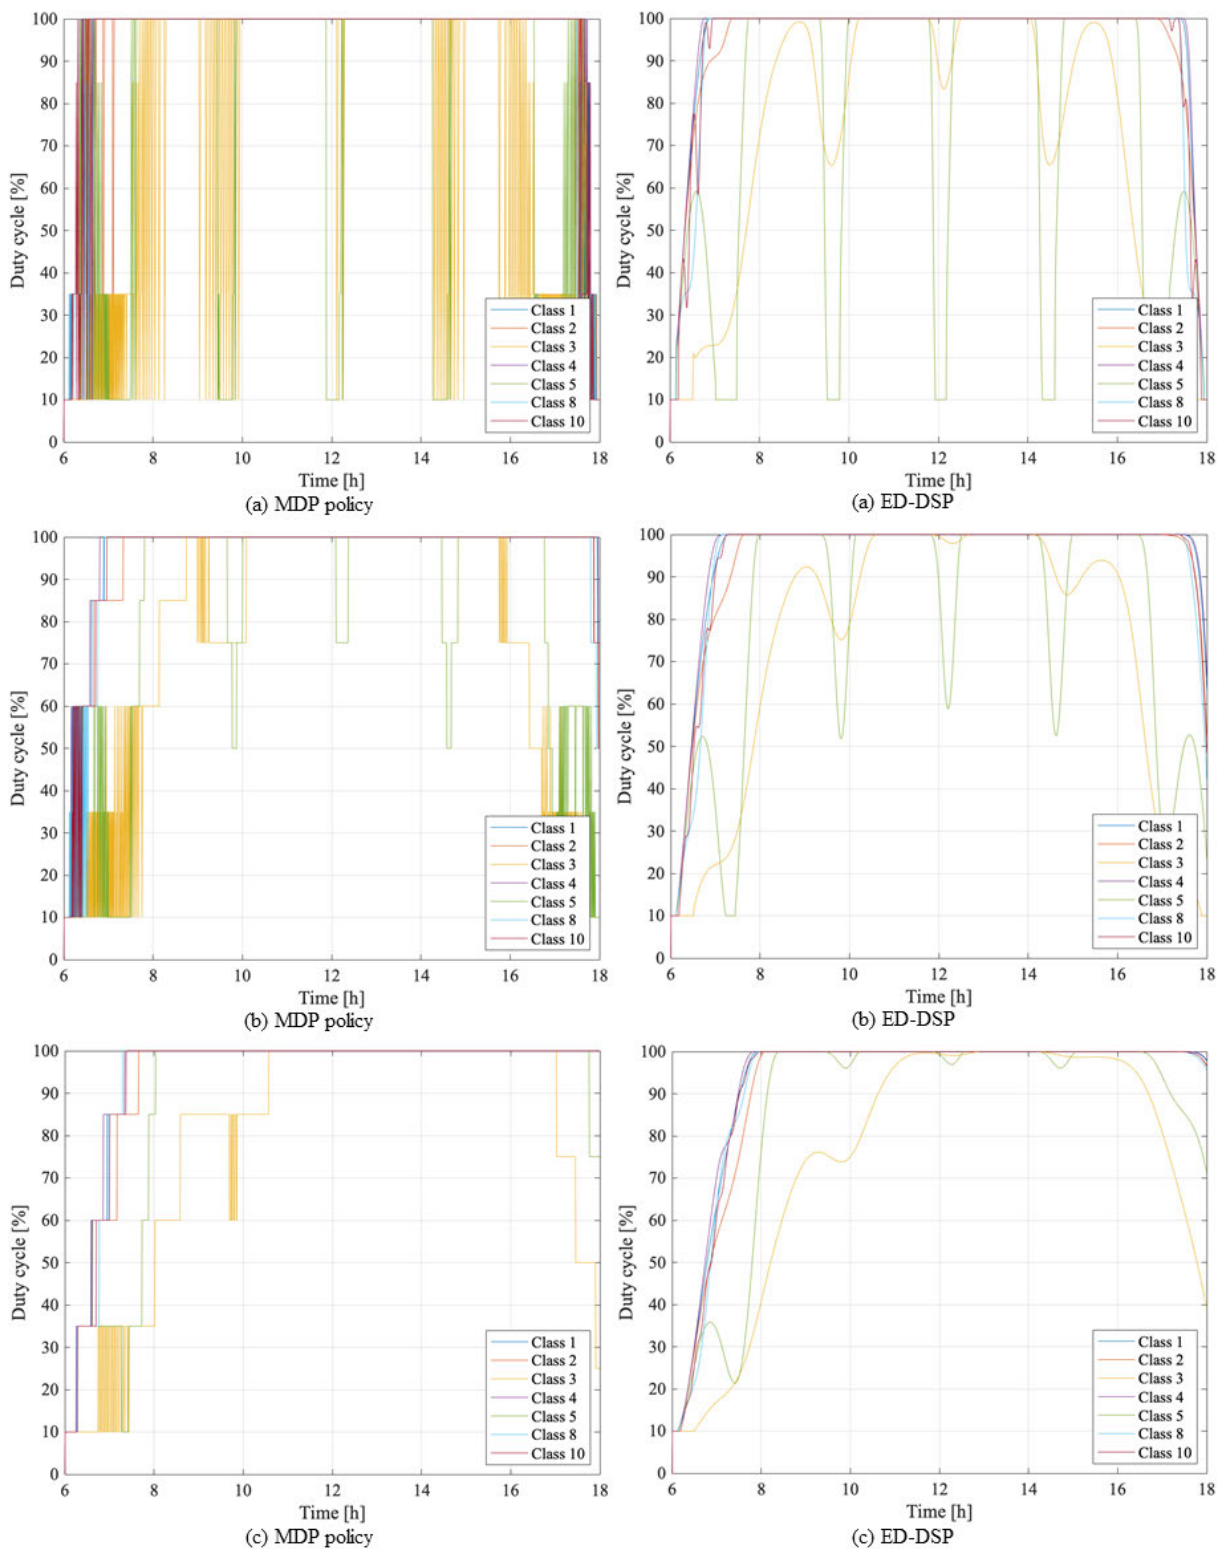 100
90
80
70
60
50
40
30
20
10
0
Duty cycle [%]
Class 1
Class 2
Class 3
Class 4
Class 5
Class 8
Class 10
6 8 10 12 14 16 18
Time [h]
(a) MDP policy
100
90
80
70
60
50
40
30
20
10
0
Duty cycle [%]
Class 1
Class 2
Class 3
Class 4
Class 5
Class 8
Class 10
6 8 10 12 14 16 18
Time [h]
(a) ED-DSP
100
90
80
70
60
50
40
30
20
10
0
Duty cycle [%]
Class 1
Class 2
Class 3
Class 4
Class 5
Class 8
Class 10
6 8 10 12 14 16 18
Time [h]
(b) MDP policy
100
90
80
70
60
50
40
30
20
10
0
Duty cycle [%]
Class 1
Class 2
Class 3
Class 4
Class 5
Class 8
Class 10
6 8 10 12 14 16 18
Time [h]
(b) ED-DSP
100
90
80
70
60
50
40
30
20
10
0
Duty cycle [%]
Class 1
Class 2
Class 3
Class 4
Class 5
Class 8
Class 10
6 8 10 12 14 16 18
Time [h]
(c) MDP policy
100
90
80
70
60
50
40
30
20
10
0
Duty cycle [%]
Class 1
Class 2
Class 3
Class 4
Class 5
Class 8
Class 10
6 8 10 12 14 16 18
Time [h]
(c) ED-DSP